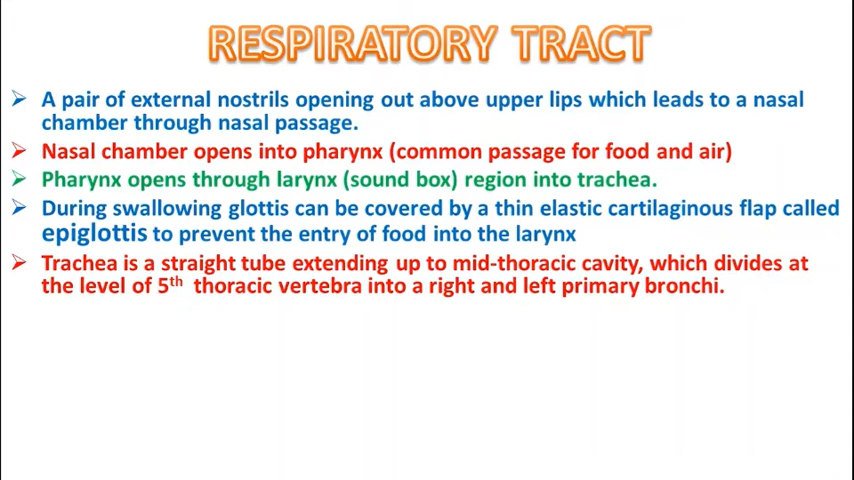 RESPIRATORY TRACT
➢ A pair of external nostrils opening out above upper lips which leads to a nasal
chamber through nasal passage.
➢ Nasal chamber opens into pharynx (common passage for food and air)
➢ Pharynx opens through larynx (sound box) region into trachea.
➢ During swallowing glottis can be covered by a thin elastic cartilaginous flap called
epiglottis to prevent the entry of food into the larynx
➢ Trachea is a straight tube extending up to mid-thoracic cavity, which divides at
the level of 5th thoracic vertebra into a right and left primary bronchi.